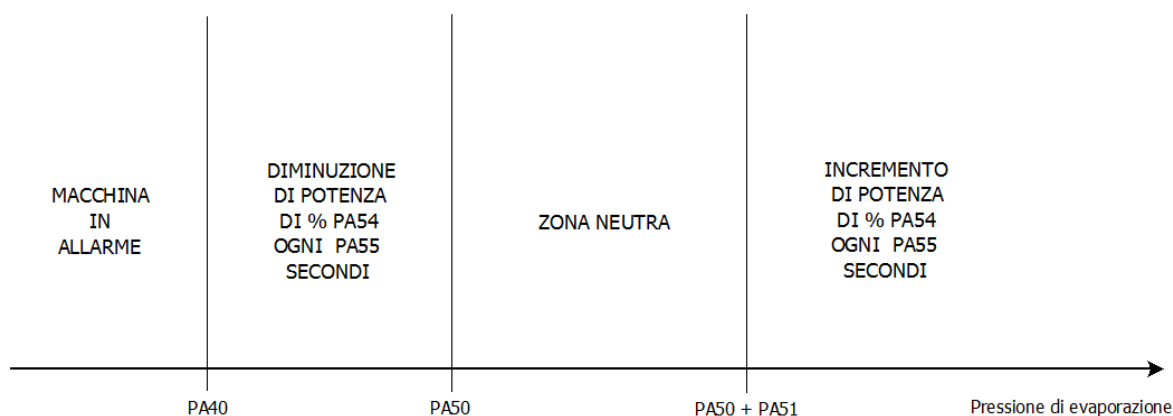 MACCHINA
IN
ALLARME
DIMINUZIONE
DI POTENZA
DI % PA54
OGNI PA55
SECONDI
ZONA NEUTRA
INCREMENTO
DI POTENZA
DI % PA54
OGNI PA55
SECONDI
PA40
PA50
PA50 + PA51
Pressione di evaporazione